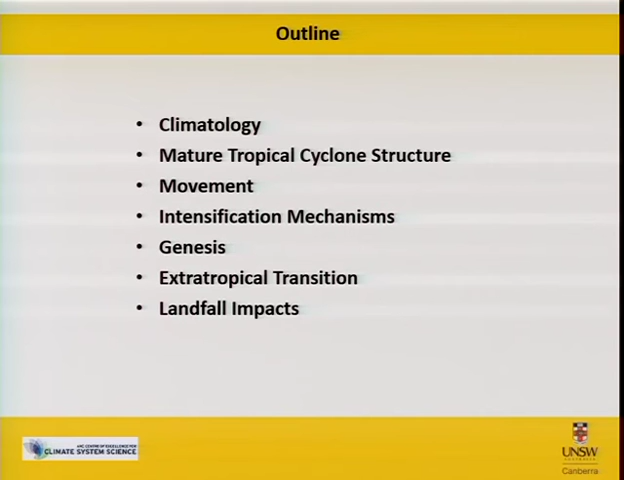 Outline
• Climatology
• Mature Tropical Cyclone Structure
• Movement
• Intensification Mechanisms
• Genesis
• Extratropical Transition
• Landfall Impacts
ARC CENTRE OF EXCELLENCE FOR
CLIMATE SYSTEM SCIENCE
UNSW
Canberra